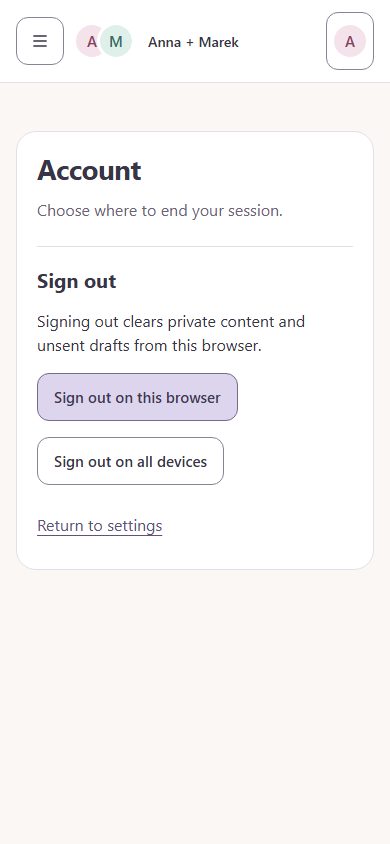 A M Anna + Marek A
Account
Choose where to end your session.
Sign out
Signing out clears private content and
unsent drafts from this browser.
Sign out on this browser
Sign out on all devices
Return to settings